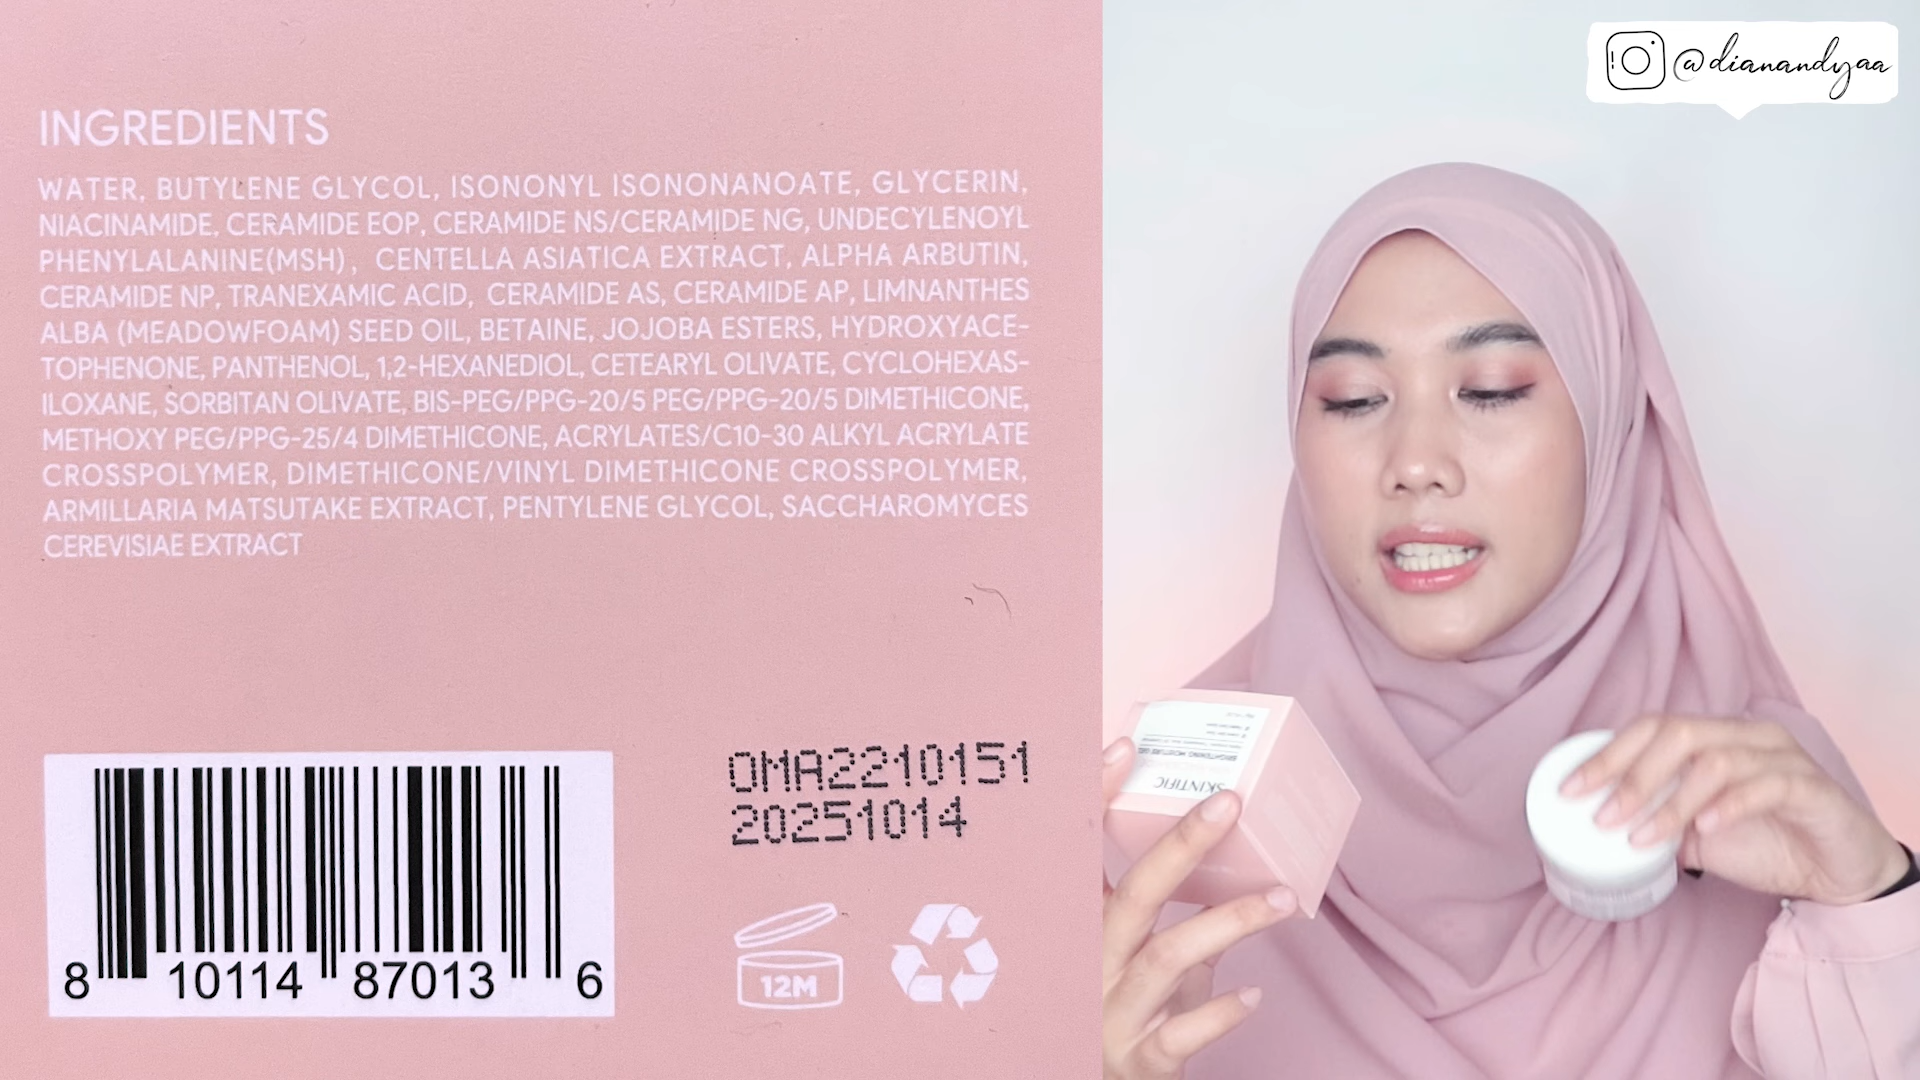 INGREDIENTS
WATER, BUTYLENE GLYCOL, ISONONYL ISONONANOATE, GLYCERIN,
NIACINAMIDE, CERAMIDE EOP, CERAMIDE NS/CERAMIDE NG, UNDECYLENOYL
PHENYLALANINE(MSH), CENTELLA ASIATICA EXTRACT, ALPHA ARBUTIN,
CERAMIDE NP, TRANEXAMIC ACID, CERAMIDE AS, CERAMIDE AP, LIMNANTHES
ALBA (MEADOWFOAM) SEED OIL, BETAINE, JOJOBA ESTERS, HYDROXYACE-
TOPHENONE, PANTHENOL, 1,2-HEXANEDIOL, CETEARYL OLIVATE, CYCLOHEXAS-
ILOXANE, SORBITAN OLIVATE, BIS-PEG/PPG-20/5 PEG/PPG-20/5 DIMETHICONE,
METHOXY PEG/PPG-25/4 DIMETHICONE, ACRYLATES/C10-30 ALKYL ACRYLATE
CROSSPOLYMER, DIMETHICONE/VINYL DIMETHICONE CROSSPOLYMER,
ARMILLARIA MATSUTAKE EXTRACT, PENTYLENE GLYCOL, SACCHAROMYCES
CEREVISIAE EXTRACT
8 10114 87013 6
QMA2210151
20251014
12M
@dianandyaa
SKINTIFIC
BRIGHTENING MOISTURE GEL